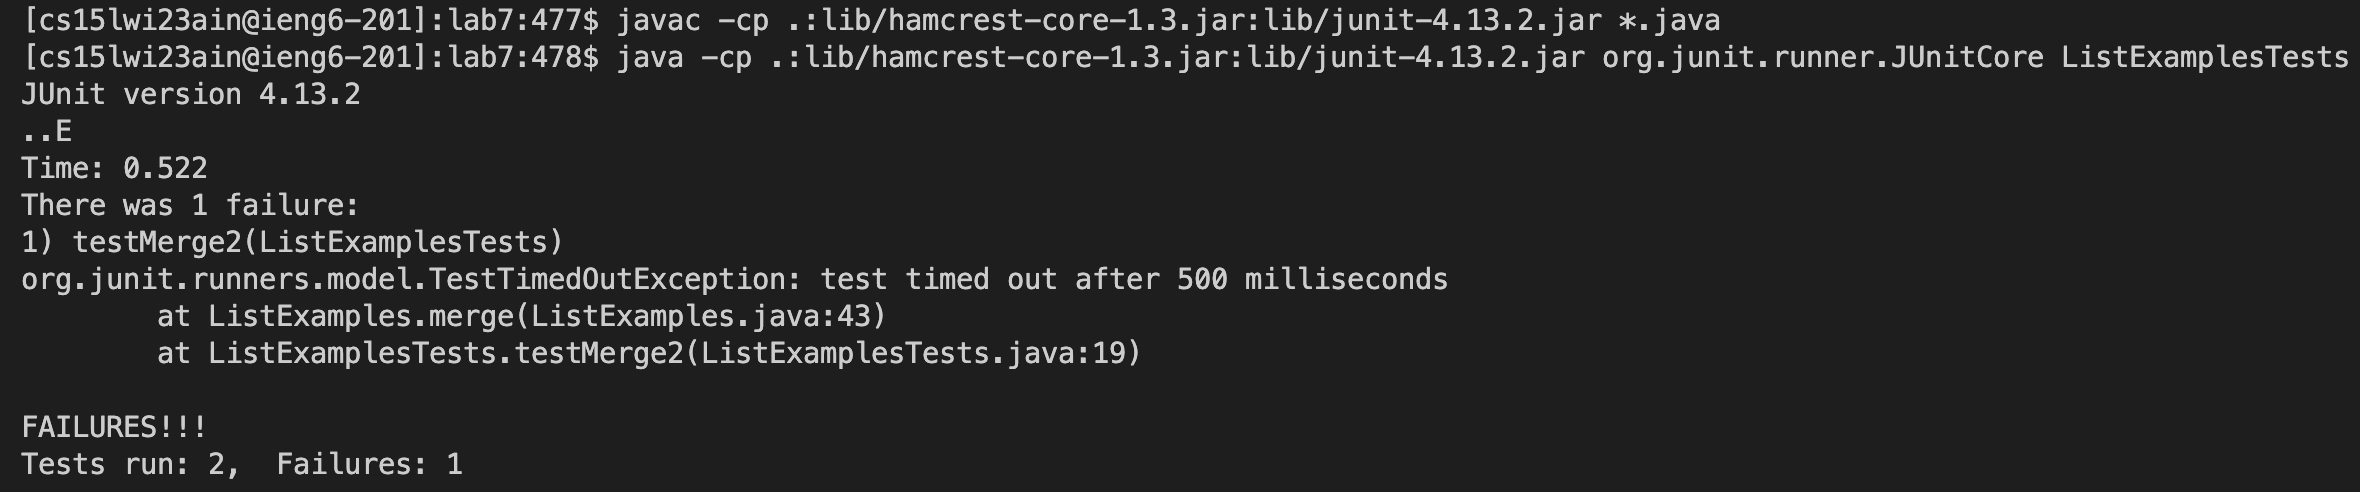 [cs15lwi23ain@ieng6-201]:lab7:477$ javac -cp .:lib/hamcrest-core-1.3.jar:lib/junit-4.13.2.jar *.java
[cs15lwi23ain@ieng6-201]:lab7:478$ java -cp .:lib/hamcrest-core-1.3.jar:lib/junit-4.13.2.jar org.junit.runner.JUnitCore ListExamplesTests
JUnit version 4.13.2
..E
Time: 0.522
There was 1 failure:
1) testMerge2(ListExamplesTests)
org.junit.runners.model.TestTimedOutException: test timed out after 500 milliseconds
        at ListExamples.merge(ListExamples.java:43)
        at ListExamplesTests.testMerge2(ListExamplesTests.java:19)

FAILURES!!!
Tests run: 2,  Failures: 1